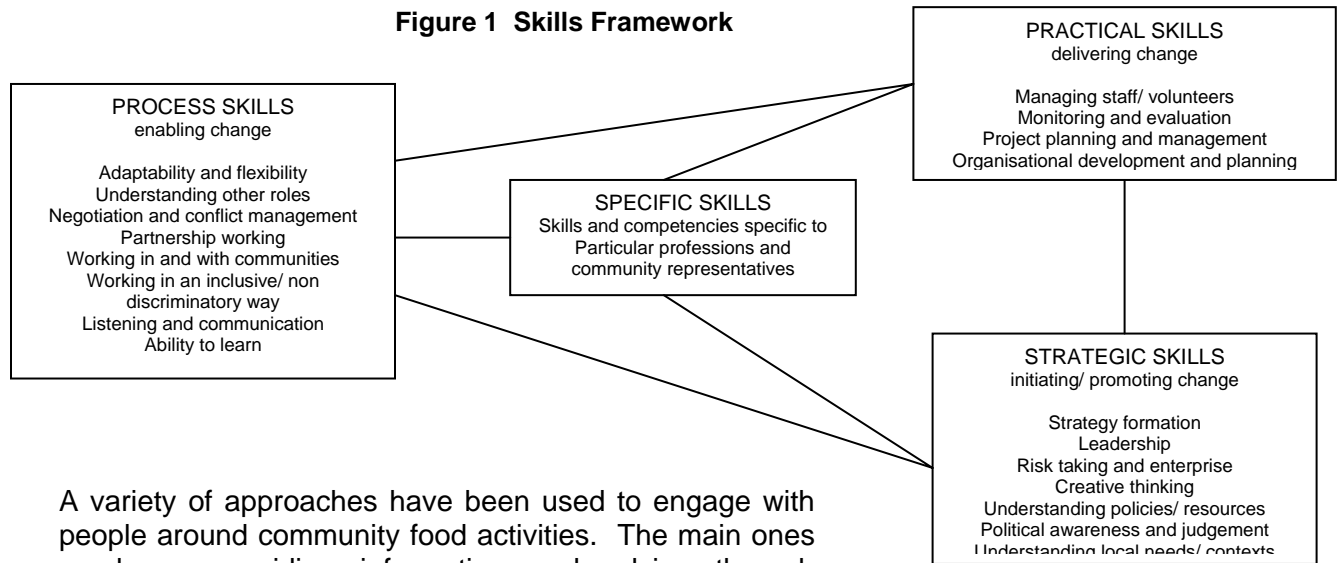 Figure 1 Skills Framework
PROCESS SKILLS
enabling change
Adaptability and flexibility
Understanding other roles
Negotiation and conflict management
Partnership working
Working in and with communities
Working in an inclusive/ non
discriminatory way
Listening and communication
Ability to learn
SPECIFIC SKILLS
Skills and competencies specific to
Particular professions and
community representatives
PRACTICAL SKILLS
delivering change
Managing staff/ volunteers
Monitoring and evaluation
Project planning and management
Organisational development and planning
STRATEGIC SKILLS
initiating/ promoting change
Strategy formation
Leadership
Risk taking and enterprise
Creative thinking
Understanding policies/ resources
Political awareness and judgement
Understanding local needs/ contexts
A variety of approaches have been used to engage with
people around community food activities. The main ones